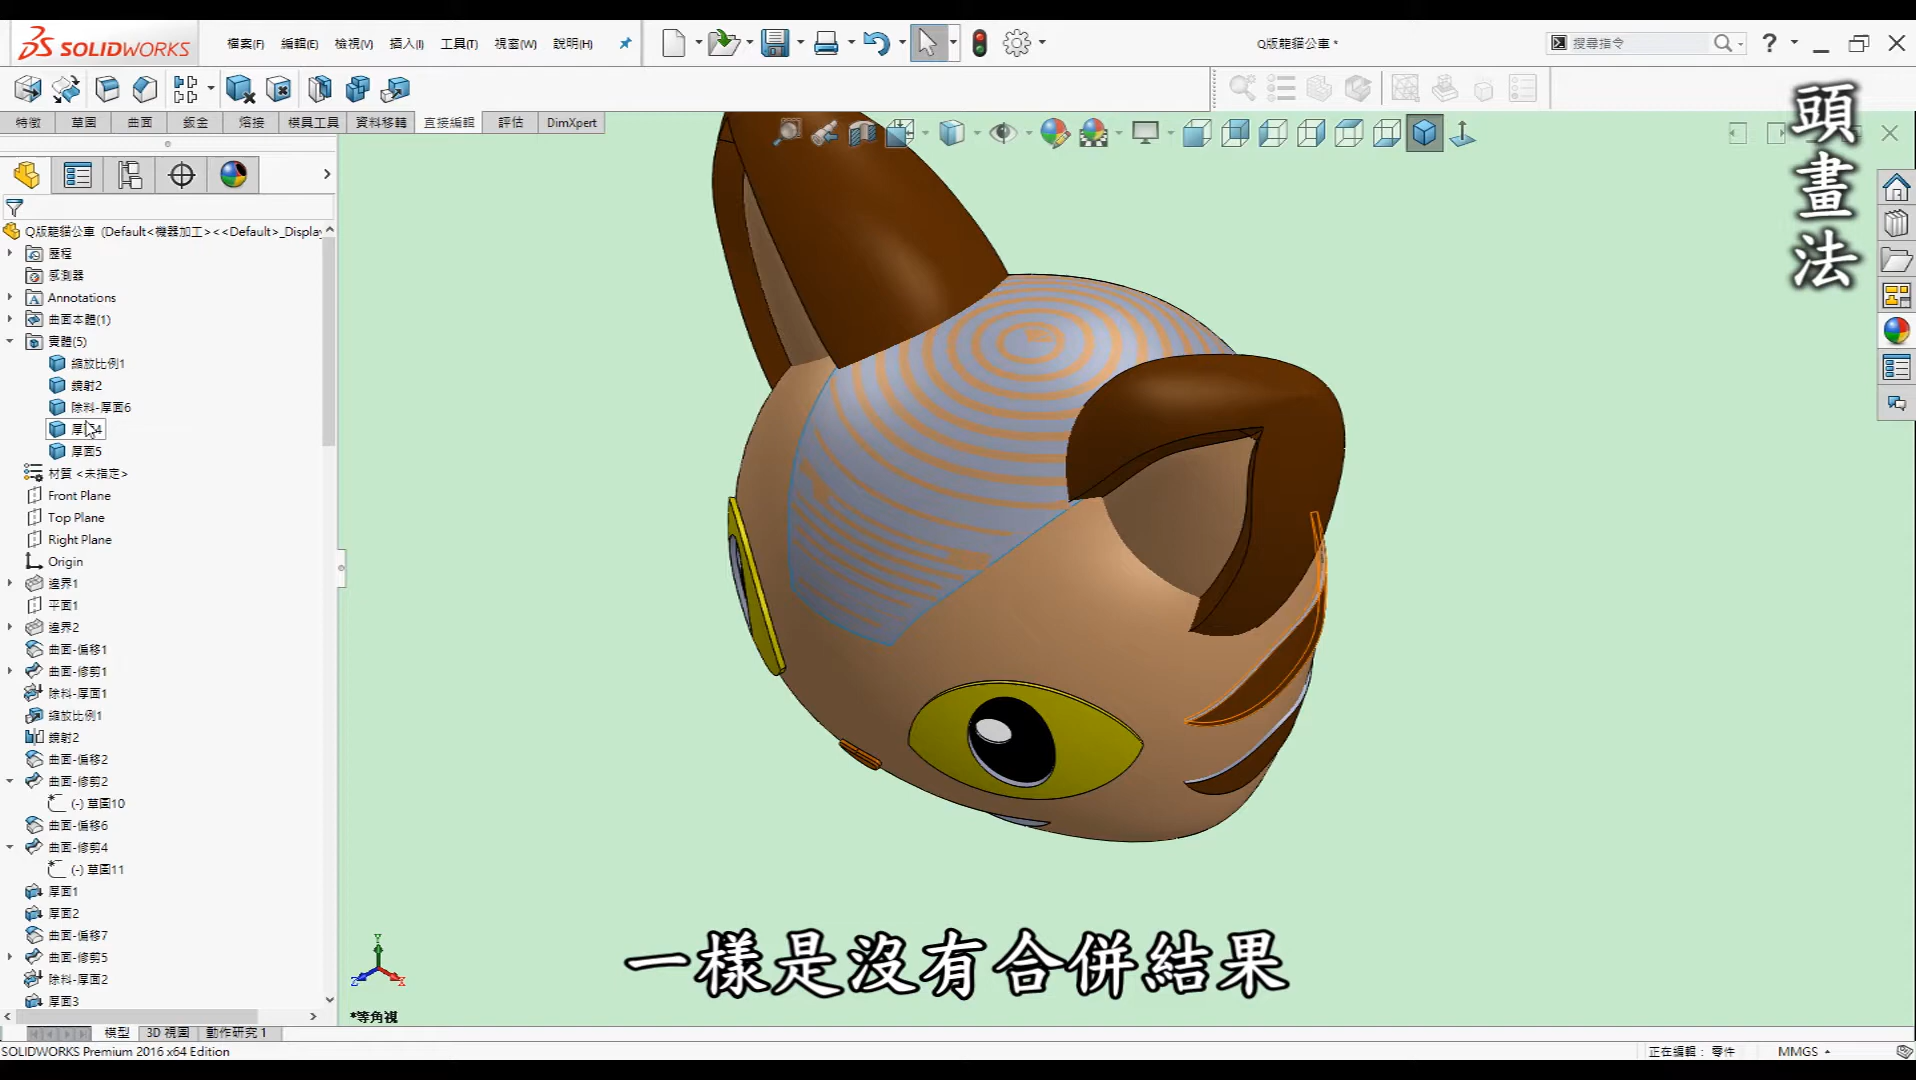 SOLIDWORKS
檔案(F) 編輯(E) 檢視(V) 插入(I) 工具(T) 視窗(W) 說明(H)
Q版龍貓公車 *
搜尋指令
特徵 草圖 曲面 鈑金 熔接 模具工具 資料移轉 直接編輯 評估 DimXpert
頭畫法
Q版龍貓公車 (Default<機器加工><<Default>_Display
歷程
感測器
Annotations
曲面本體(1)
實體(5)
縮放比例1
鏡射2
除料-厚面6
厚面4
厚面5
材質 <未指定>
Front Plane
Top Plane
Right Plane
Origin
邊界1
平面1
邊界2
曲面-偏移1
曲面-修剪1
除料-厚面1
縮放比例1
鏡射2
曲面-偏移2
曲面-修剪2
(-) 草圖10
曲面-偏移6
曲面-修剪4
(-) 草圖11
厚面1
厚面2
曲面-偏移7
曲面-修剪5
除料-厚面2
厚面3
一樣是沒有合併結果
Y
Z
X
*等角視
模型 3D 視圖 動作研究 1
SOLIDWORKS Premium 2016 x64 Edition
正在編輯： 零件
MMGS